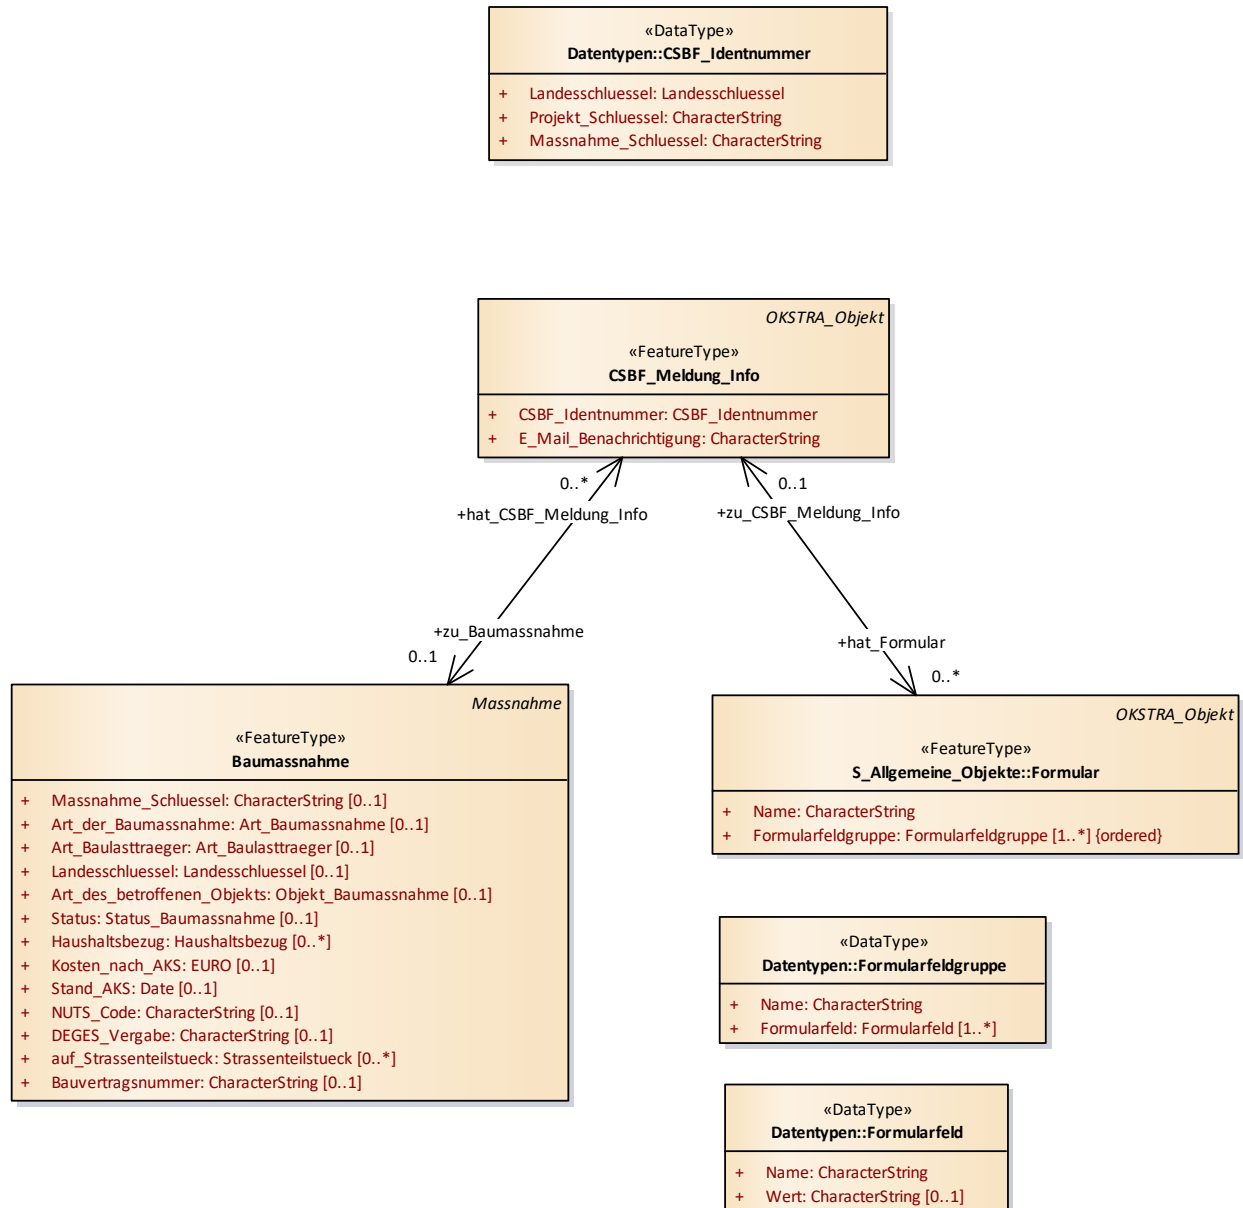 «DataType»
Datentypen::CSBF_Identnummer
+ Landesschluessel: Landesschluessel
+ Projekt_Schluessel: CharacterString
+ Massnahme_Schluessel: CharacterString
OKSTRA_Objekt
«FeatureType»
CSBF_Meldung_Info
+ CSBF_Identnummer: CSBF_Identnummer
+ E_Mail_Benachrichtigung: CharacterString
0..*
+hat_CSBF_Meldung_Info
0..1
+zu_CSBF_Meldung_Info
+zu_Baumassnahme
0..1
+hat_Formular
0..*
Massnahme
«FeatureType»
Baumassnahme
+ Massnahme_Schluessel: CharacterString [0..1]
+ Art_der_Baumassnahme: Art_Baumassnahme [0..1]
+ Art_Baulasttraeger: Art_Baulasttraeger [0..1]
+ Landesschluessel: Landesschluessel [0..1]
+ Art_des_betroffenen_Objekts: Objekt_Baumassnahme [0..1]
+ Status: Status_Baumassnahme [0..1]
+ Haushaltsbezug: Haushaltsbezug [0..*]
+ Kosten_nach_AKS: EURO [0..1]
+ Stand_AKS: Date [0..1]
+ NUTS_Code: CharacterString [0..1]
+ DEGES_Vergabe: CharacterString [0..1]
+ auf_Strassenteilstueck: Strassenteilstueck [0..*]
+ Bauvertragsnummer: CharacterString [0..1]
OKSTRA_Objekt
«FeatureType»
S_Allgemeine_Objekte::Formular
+ Name: CharacterString
+ Formularfeldgruppe: Formularfeldgruppe [1..*] {ordered}
«DataType»
Datentypen::Formularfeldgruppe
+ Name: CharacterString
+ Formularfeld: Formularfeld [1..*]
«DataType»
Datentypen::Formularfeld
+ Name: CharacterString
+ Wert: CharacterString [0..1]